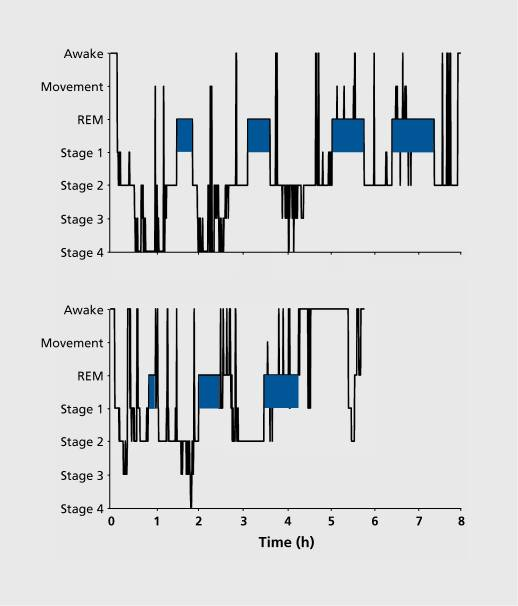 Awake
Movement
REM
Stage 1
Stage 2
Stage 3
Stage 4
Awake
Movement
REM
Stage 1
Stage 2
Stage 3
Stage 4
0 1 2 3 4 5 6 7 8
Time (h)